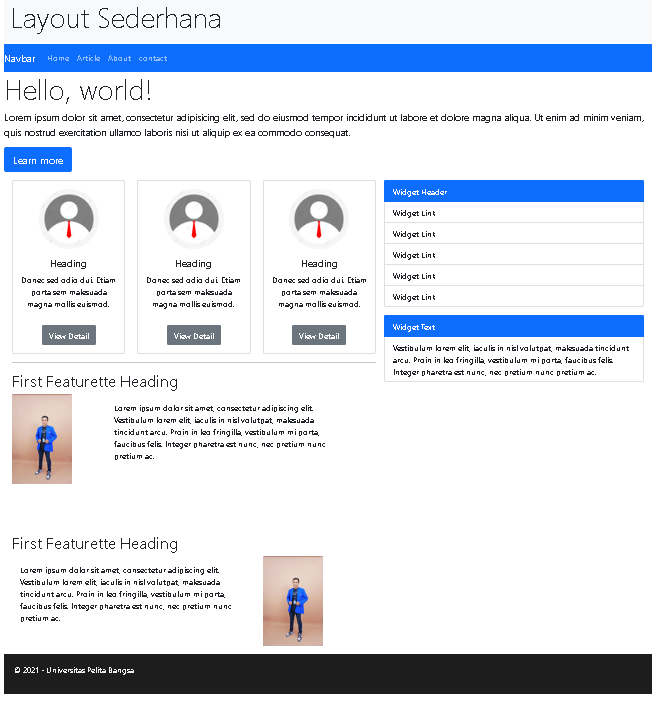 Layout Sederhana
Navbar Home Article About contact
Hello, world!
Lorem ipsum dolor sit amet, consectetur adipisicing elit, sed do eiusmod tempor incididunt ut labore et dolore magna aliqua. Ut enim ad minim veniam,
quis nostrud exercitation ullamco laboris nisi ut aliquip ex ea commodo consequat.
Learn more
Heading
Donec sed odio dui. Etiam
porta sem malesuada
magna mollis euismod.
View Detail
Heading
Donec sed odio dui. Etiam
porta sem malesuada
magna mollis euismod.
View Detail
Heading
Donec sed odio dui. Etiam
porta sem malesuada
magna mollis euismod.
View Detail
Widget Header
Widget Link
Widget Link
Widget Link
Widget Link
Widget Link
Widget Text
Vestibulum lorem elit, iaculis in nisl volutpat, malesuada tincidunt
arcu. Proin in leo fringilla, vestibulum mi porta, faucibus felis.
Integer pharetra est nunc, nec pretium nunc pretium ac.
First Featurette Heading
Lorem ipsum dolor sit amet, consectetur adipiscing elit.
Vestibulum lorem elit, iaculis in nisl volutpat, malesuada
tincidunt arcu. Proin in leo fringilla, vestibulum mi porta,
faucibus felis. Integer pharetra est nunc, nec pretium nunc
pretium ac.
First Featurette Heading
Lorem ipsum dolor sit amet, consectetur adipiscing elit.
Vestibulum lorem elit, iaculis in nisl volutpat, malesuada
tincidunt arcu. Proin in leo fringilla, vestibulum mi porta,
faucibus felis. Integer pharetra est nunc, nec pretium nunc
pretium ac.
© 2021 - Universitas Pelita Bangsa